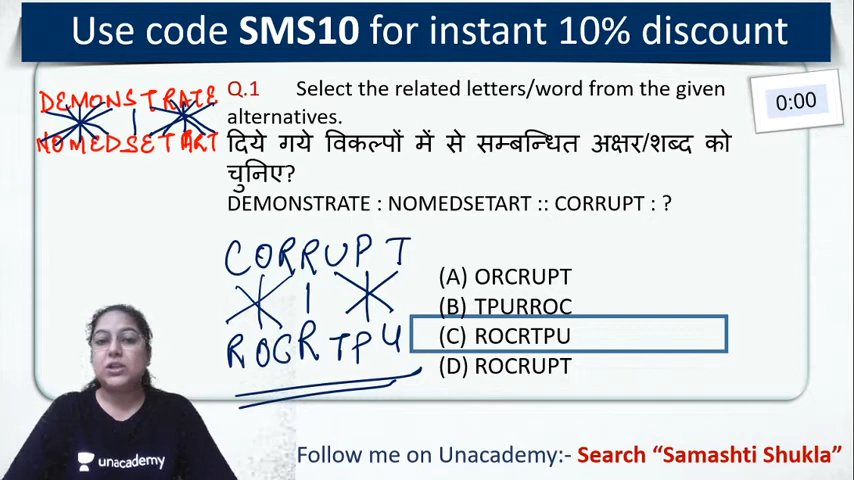 Use code SMS10 for instant 10% discount
DEMONSTRATE
NOMEDSETART
Q.1 Select the related letters/word from the given
alternatives.
0:00
दिये गये विकल्पों में से सम्बन्धित अक्षर/शब्द को
चुनिए?
DEMONSTRATE : NOMEDSETART :: CORRUPT : ?
CORRUPT
ROCRTPU
(A) ORCRUPT
(B) TPURROC
(C) ROCRTPU
(D) ROCRUPT
unacademy
Follow me on Unacademy:- Search “Samashti Shukla”